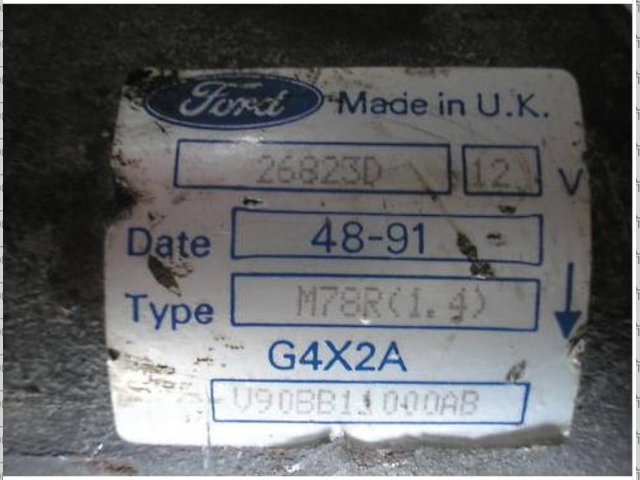 Ford Made in U.K.
26823D 12 V
Date 48-91
Type M78R(1.4)
G4X2A
V90BB11000AB